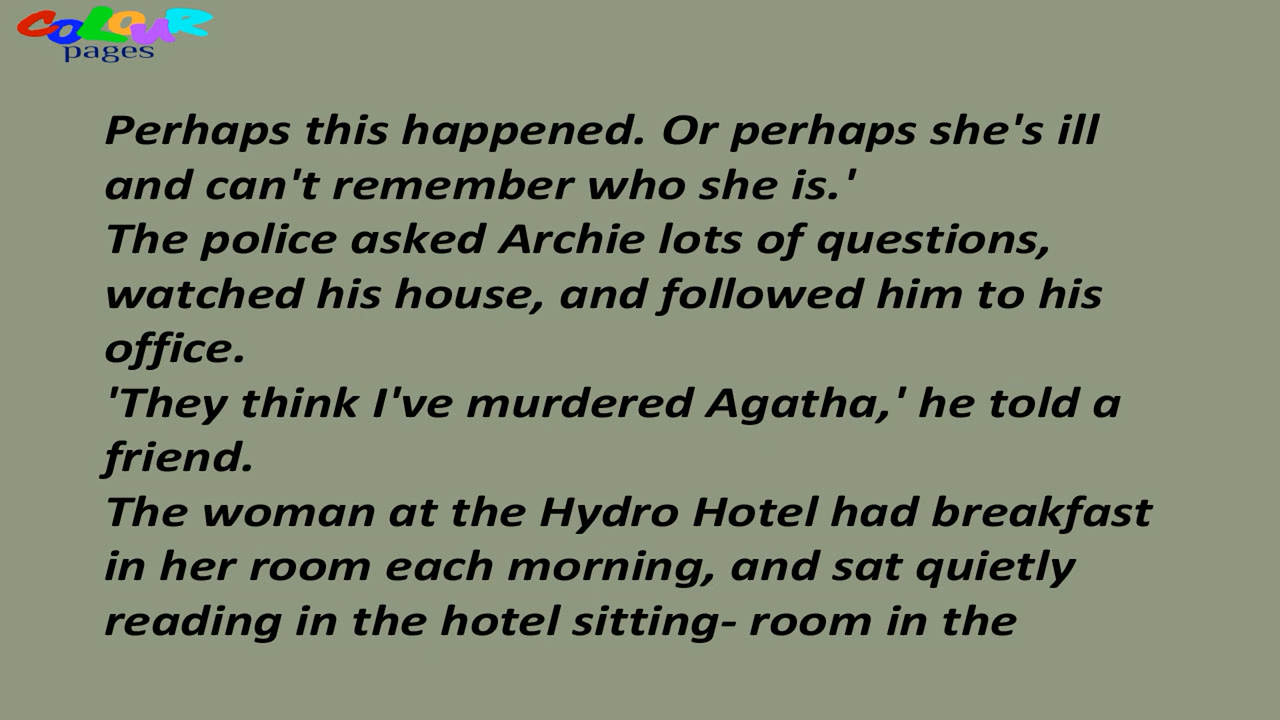 COLOUR
pages
Perhaps this happened. Or perhaps she's ill
and can't remember who she is.'
The police asked Archie lots of questions,
watched his house, and followed him to his
office.
'They think I've murdered Agatha,' he told a
friend.
The woman at the Hydro Hotel had breakfast
in her room each morning, and sat quietly
reading in the hotel sitting- room in the